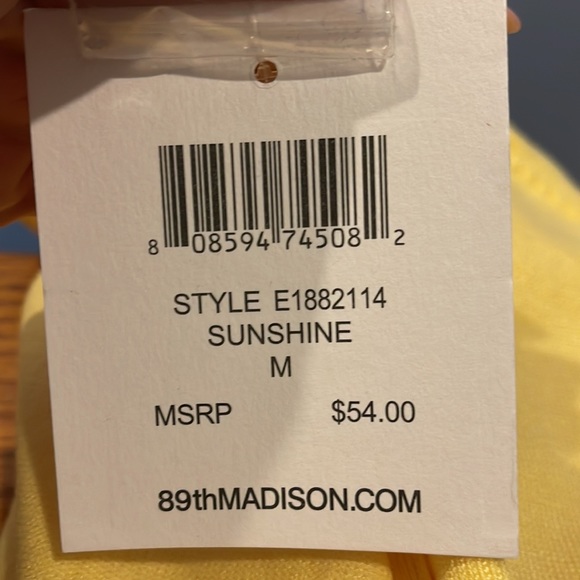 8 08594 74508 2
STYLE E1882114
SUNSHINE
M
MSRP $54.00
89thMADISON.COM